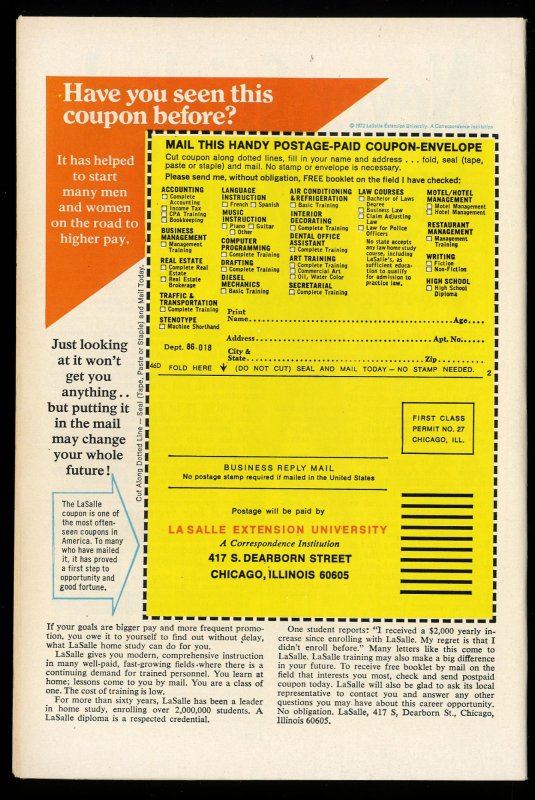 Have you seen this
coupon before?
© 1972 LaSalle Extension University. A Correspondence Institution
It has helped
to start
many men
and women
on the road to
higher pay.
Just looking
at it won't
get you
anything . .
but putting it
in the mail
may change
your whole
future!
The LaSalle
coupon is one of
the most often-
seen coupons in
America. To many
who have mailed
it, it has proved
a first step to
opportunity and
good fortune.
Cut Along Dotted Line — Seal (Tape, Paste or Staple) and Mail Today.
MAIL THIS HANDY POSTAGE-PAID COUPON-ENVELOPE
Cut coupon along dotted lines, fill in your name and address . . . fold, seal (tape,
paste or staple) and mail. No stamp or envelope is necessary.
Please send me, without obligation, FREE booklet on the field I have checked:
ACCOUNTING
Complete
Accounting
Income Tax
CPA Training
Bookkeeping
BUSINESS
MANAGEMENT
Management
Training
REAL ESTATE
Complete Real
Estate
Real Estate
Brokerage
TRAFFIC &
TRANSPORTATION
Complete Training
STENOTYPE
Machine Shorthand
LANGUAGE
INSTRUCTION
French Spanish
MUSIC
INSTRUCTION
Piano Guitar
Other
COMPUTER
PROGRAMMING
Complete Training
DRAFTING
Complete Training
DIESEL
MECHANICS
Basic Training
AIR CONDITIONING
& REFRIGERATION
Basic Training
INTERIOR
DECORATING
Complete Training
DENTAL OFFICE
ASSISTANT
Complete Training
ART TRAINING
Complete Training
Commercial Art
Oil, Water Color
SECRETARIAL
Complete Training
LAW COURSES
Bachelor of Laws
Degree
Business Law
Claim Adjusting
Law
Law for Police
Officers
No state accepts
any law home study
course, including
LaSalle's, as
sufficient educa-
tion to qualify
for admission to
practice law.
MOTEL/HOTEL
MANAGEMENT
Motel Management
Hotel Management
RESTAURANT
MANAGEMENT
Management
Training
WRITING
Fiction
Non-Fiction
HIGH SCHOOL
High School
Diploma
Print
Name Age
Address Apt. No.
Dept. 86-018
City &
State Zip
46D FOLD HERE (DO NOT CUT) SEAL AND MAIL TODAY — NO STAMP NEEDED. 2
FIRST CLASS
PERMIT NO. 27
CHICAGO, ILL.
BUSINESS REPLY MAIL
No postage stamp required if mailed in the United States
Postage will be paid by
LA SALLE EXTENSION UNIVERSITY
A Correspondence Institution
417 S. DEARBORN STREET
CHICAGO, ILLINOIS 60605
If your goals are bigger pay and more frequent promo-
tion, you owe it to yourself to find out without delay,
what LaSalle home study can do for you.
LaSalle gives you modern, comprehensive instruction
in many well-paid, fast-growing fields-where there is a
continuing demand for trained personnel. You learn at
home; lessons come to you by mail. You are a class of
one. The cost of training is low.
For more than sixty years, LaSalle has been a leader
in home study, enrolling over 2,000,000 students. A
LaSalle diploma is a respected credential.
One student reports: "I received a $2,000 yearly in-
crease since enrolling with LaSalle. My regret is that I
didn't enroll before." Many letters like this come to
LaSalle. LaSalle training may also make a big difference
in your future. To receive free booklet by mail on the
field that interests you most, check and send postpaid
coupon today. LaSalle will also be glad to ask its local
representative to contact you and answer any other
questions you may have about this career opportunity.
No obligation. LaSalle, 417 S, Dearborn St., Chicago,
Illinois 60605.